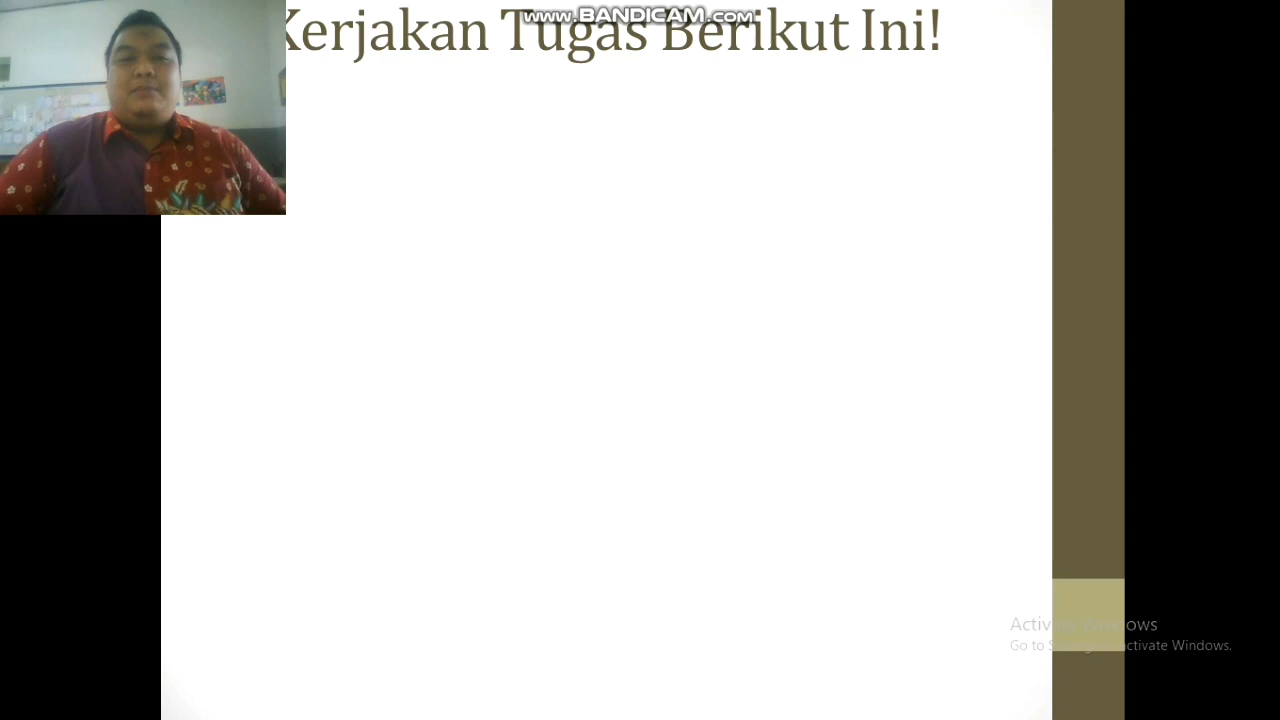 www.BANDICAM.com
Kerjakan Tugas Berikut Ini!
Activate Windows
Go to Settings to activate Windows.